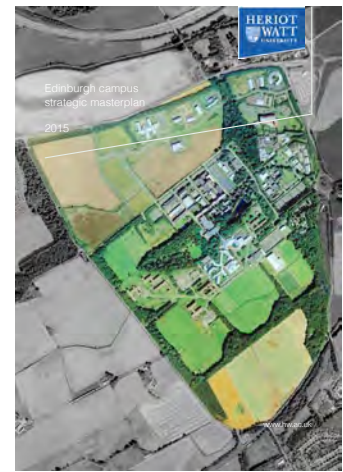 HERIOT
WATT
UNIVERSITY
Edinburgh campus
strategic masterplan
2015
www.hw.ac.uk